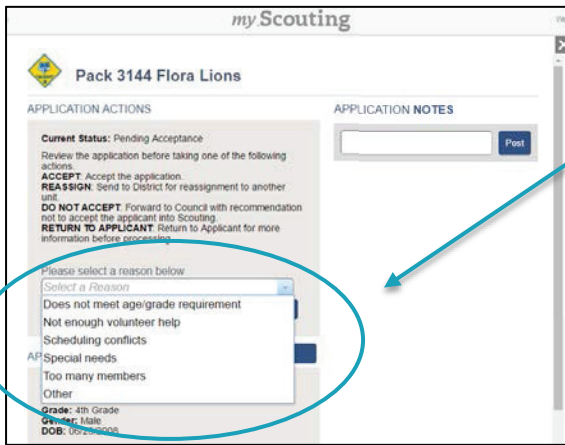 my.Scouting
Pack 3144 Flora Lions
APPLICATION ACTIONS
Current Status: Pending Acceptance
Review the application before taking one of the following
actions.
ACCEPT: Accept the application.
REASSIGN: Send to District for reassignment to another
unit.
DO NOT ACCEPT: Forward to Council with recommendation
not to accept the applicant into Scouting.
RETURN TO APPLICANT: Return to Applicant for more
information before processing.
Please select a reason below
Select a Reason
Does not meet age/grade requirement
Not enough volunteer help
Scheduling conflicts
Special needs
Too many members
Other
Grade: 4th Grade
Gender: Male
APPLICATION NOTES
Post